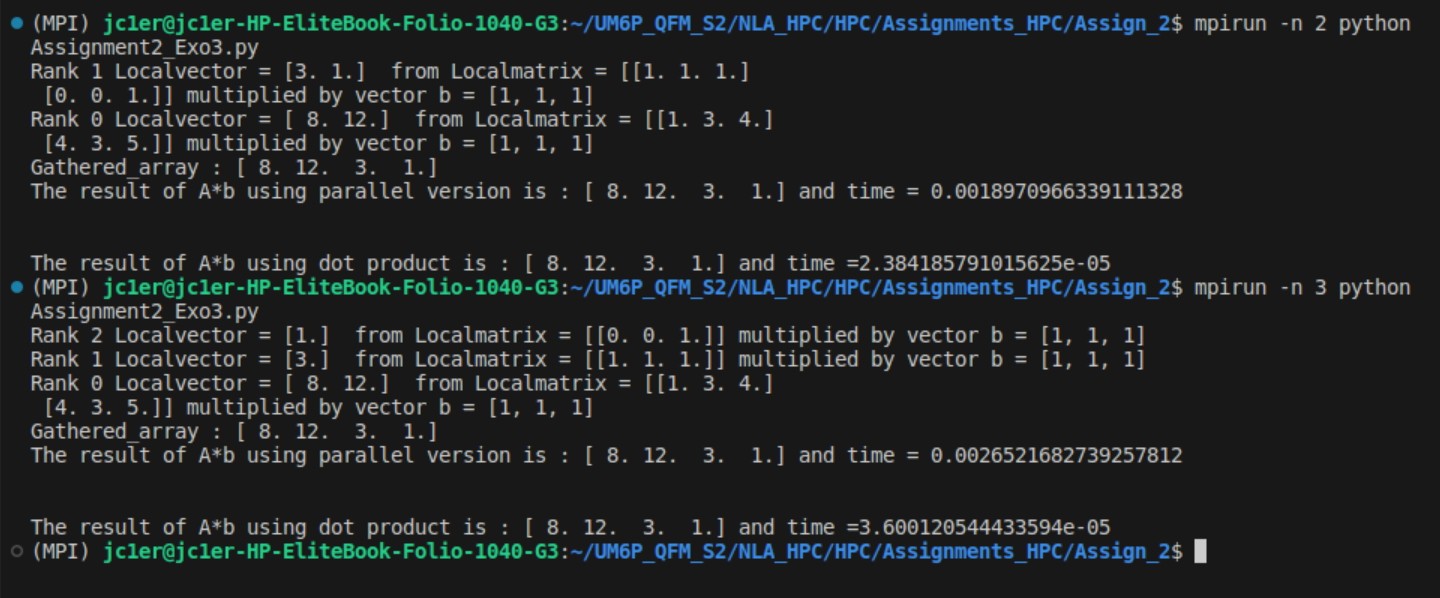 (MPI) jc1er@jc1er-HP-EliteBook-Folio-1040-G3:~/UM6P_QFM_S2/NLA_HPC/HPC/Assignments_HPC/Assign_2$ mpirun -n 2 python
Assignment2_Exo3.py
Rank 1 Localvector = [3. 1.]  from Localmatrix = [[1. 1. 1.]
 [0. 0. 1.]] multiplied by vector b = [1, 1, 1]
Rank 0 Localvector = [ 8. 12.]  from Localmatrix = [[1. 3. 4.]
 [4. 3. 5.]] multiplied by vector b = [1, 1, 1]
Gathered_array : [ 8. 12.  3.  1.]
The result of A*b using parallel version is : [ 8. 12.  3.  1.] and time = 0.0018970966339111328
The result of A*b using dot product is : [ 8. 12.  3.  1.] and time =2.384185791015625e-05
(MPI) jc1er@jc1er-HP-EliteBook-Folio-1040-G3:~/UM6P_QFM_S2/NLA_HPC/HPC/Assignments_HPC/Assign_2$ mpirun -n 3 python
Assignment2_Exo3.py
Rank 2 Localvector = [1.]  from Localmatrix = [[0. 0. 1.]] multiplied by vector b = [1, 1, 1]
Rank 1 Localvector = [3.]  from Localmatrix = [[1. 1. 1.]] multiplied by vector b = [1, 1, 1]
Rank 0 Localvector = [ 8. 12.]  from Localmatrix = [[1. 3. 4.]
 [4. 3. 5.]] multiplied by vector b = [1, 1, 1]
Gathered_array : [ 8. 12.  3.  1.]
The result of A*b using parallel version is : [ 8. 12.  3.  1.] and time = 0.0026521682739257812
The result of A*b using dot product is : [ 8. 12.  3.  1.] and time =3.600120544433594e-05
(MPI) jc1er@jc1er-HP-EliteBook-Folio-1040-G3:~/UM6P_QFM_S2/NLA_HPC/HPC/Assignments_HPC/Assign_2$